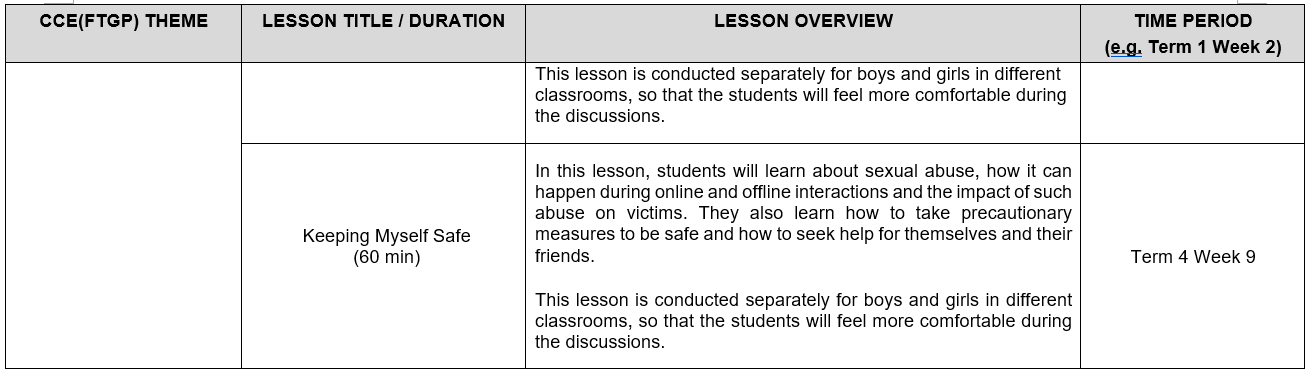 CCE(FTGP) THEME
LESSON TITLE / DURATION
LESSON OVERVIEW
TIME PERIOD
(e.g. Term 1 Week 2)
This lesson is conducted separately for boys and girls in different
classrooms, so that the students will feel more comfortable during
the discussions.
Keeping Myself Safe
(60 min)
In this lesson, students will learn about sexual abuse, how it can
happen during online and offline interactions and the impact of such
abuse on victims. They also learn how to take precautionary
measures to be safe and how to seek help for themselves and their
friends.
This lesson is conducted separately for boys and girls in different
classrooms, so that the students will feel more comfortable during
the discussions.
Term 4 Week 9